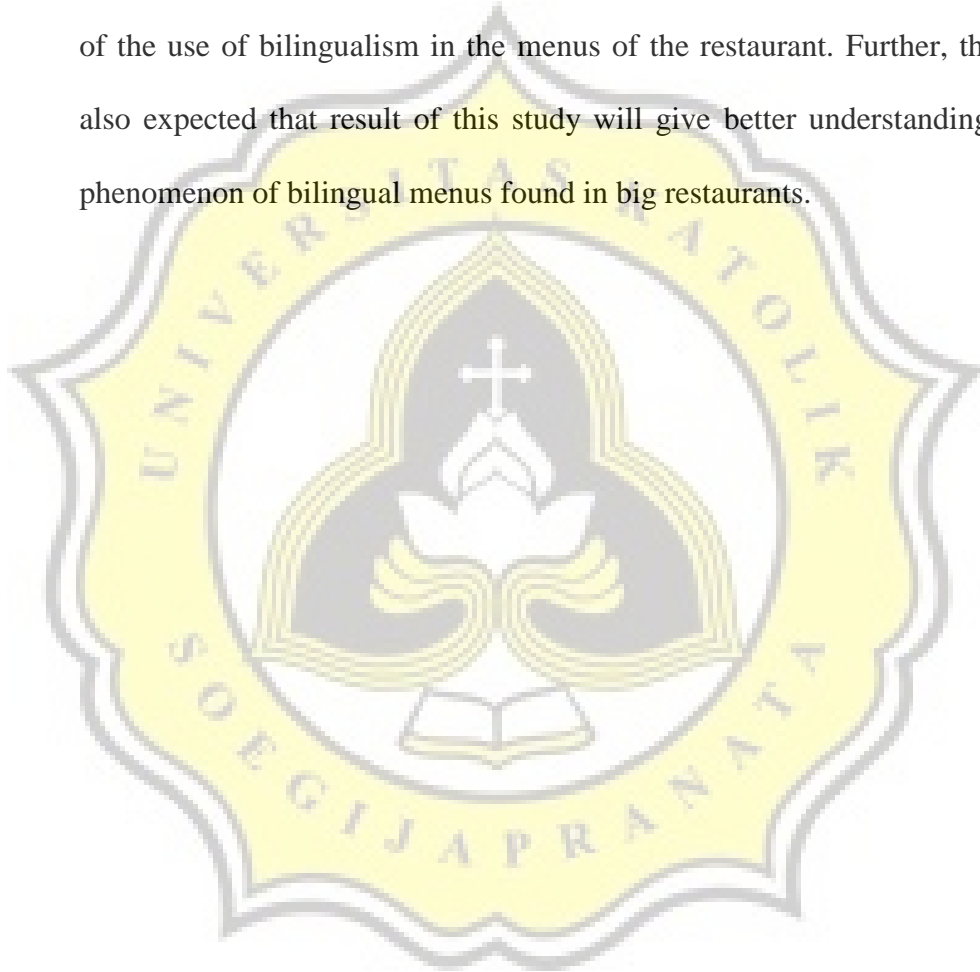 of the use of bilingualism in the menus of the restaurant. Further, th
also expected that result of this study will give better understanding
phenomenon of bilingual menus found in big restaurants.
UNIVERSITAS KATOLIK
SOEGIJAPRANATA